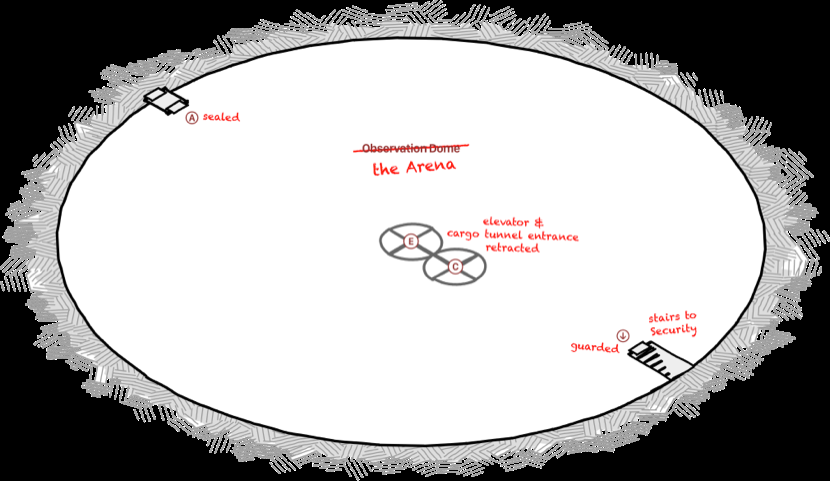 A sealed
Observation Dome
the Arena
elevator &
cargo tunnel entrance
retracted
E
C
stairs to
Security
↓
guarded